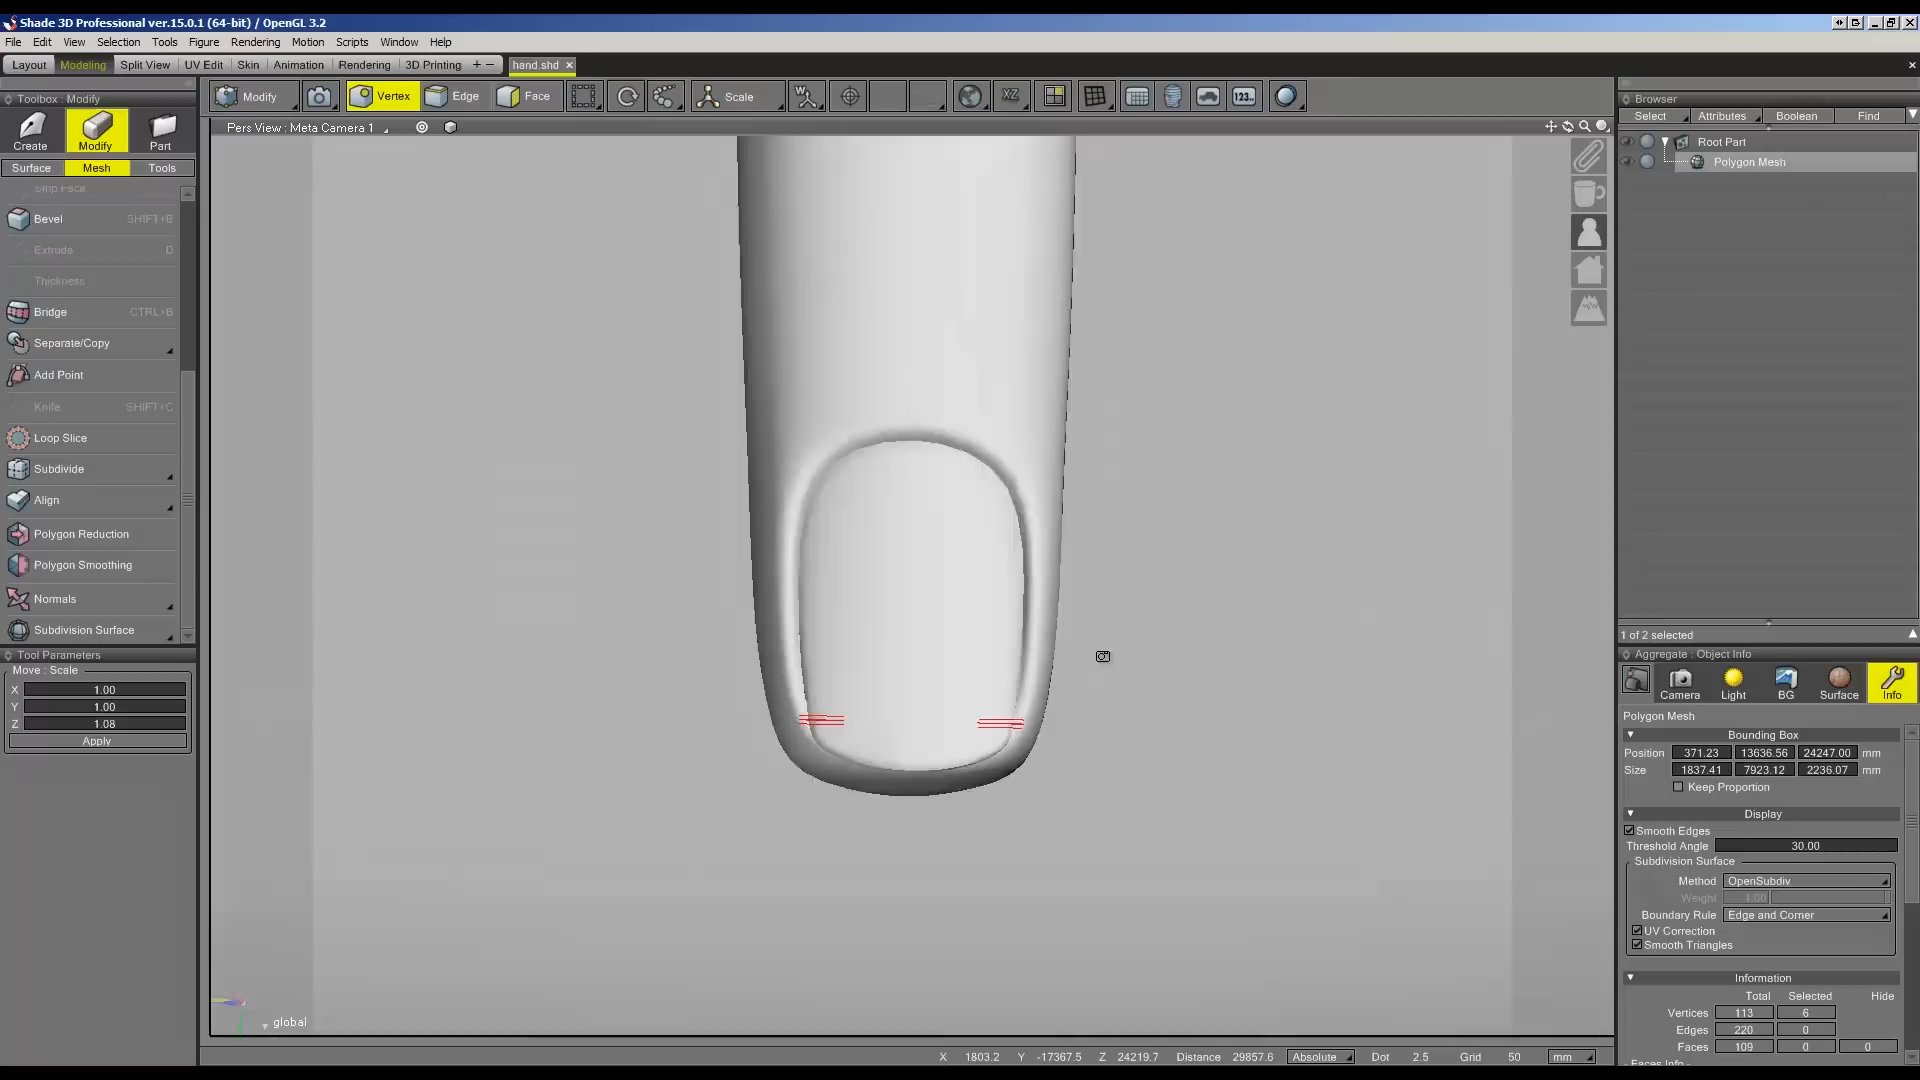 Shade 3D Professional ver.15.0.1 (64-bit) / OpenGL 3.2
File Edit View Selection Tools Figure Rendering Motion Scripts Window Help
Layout Modeling Split View UV Edit Skin Animation Rendering 3D Printing + − hand.shd
Toolbox : Modify
Create Modify Part
Surface Mesh Tools
Strip Face
Bevel SHIFT+B
Extrude D
Thickness
Bridge CTRL+B
Separate/Copy
Add Point
Knife SHIFT+C
Loop Slice
Subdivide
Align
Polygon Reduction
Polygon Smoothing
Normals
Subdivision Surface
Tool Parameters
Move : Scale
X 1.00
Y 1.00
Z 1.08
Apply
Modify Vertex Edge Face Scale W XZ 123..
Pers View : Meta Camera 1
global
X 1803.2 Y -17367.5 Z 24219.7 Distance 29857.6 Absolute Dot 2.5 Grid 50 mm
Browser
Select Attributes Boolean Find
Root Part
Polygon Mesh
1 of 2 selected
Aggregate : Object Info
Camera Light BG Surface Info
Polygon Mesh
Bounding Box
Position 371.23 13636.56 24247.00 mm
Size 1837.41 7923.12 2236.07 mm
Keep Proportion
Display
Smooth Edges
Threshold Angle 30.00
Subdivision Surface
Method OpenSubdiv
Weight 1.00
Boundary Rule Edge and Corner
UV Correction
Smooth Triangles
Information
Total Selected Hide
Vertices 113 6
Edges 220 0
Faces 109 0 0
Faces Info